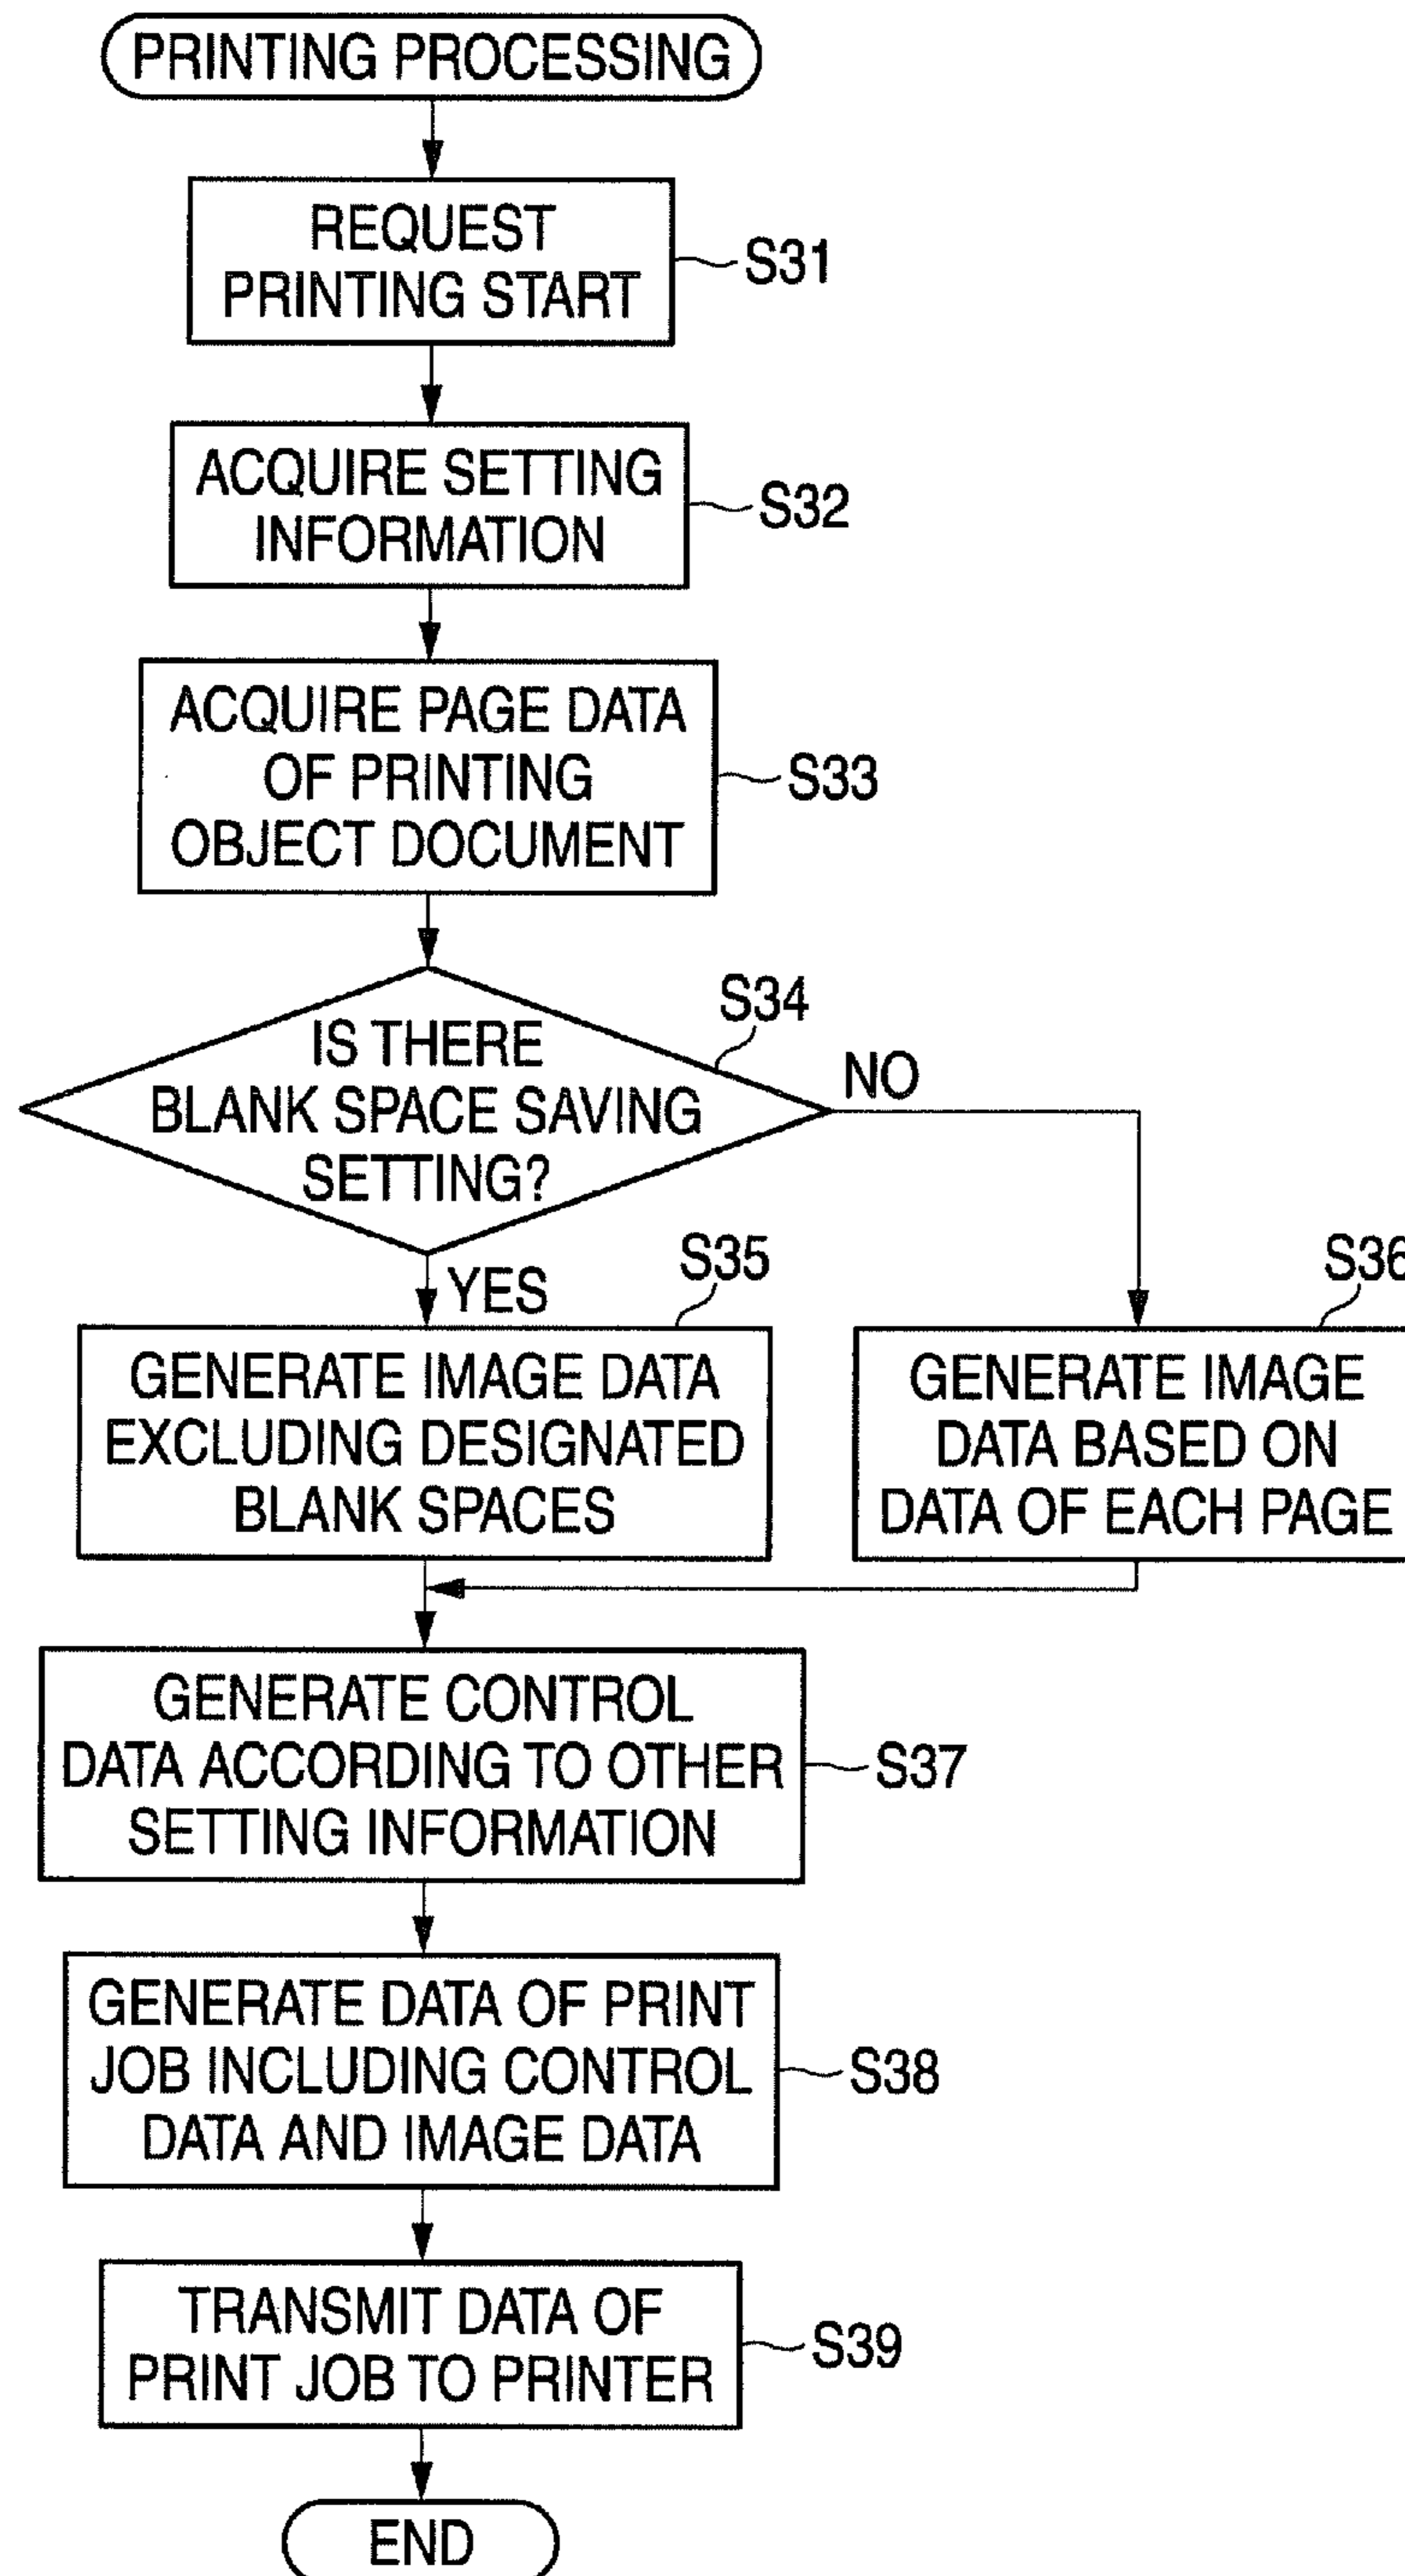 PRINTING PROCESSING
REQUEST
PRINTING START
S31
ACQUIRE SETTING
INFORMATION
S32
ACQUIRE PAGE DATA
OF PRINTING
OBJECT DOCUMENT
S33
S34
IS THERE
BLANK SPACE SAVING
SETTING?
NO
YES
S35
GENERATE IMAGE DATA
EXCLUDING DESIGNATED
BLANK SPACES
S36
GENERATE IMAGE
DATA BASED ON
DATA OF EACH PAGE
GENERATE CONTROL
DATA ACCORDING TO OTHER
SETTING INFORMATION
S37
GENERATE DATA OF PRINT
JOB INCLUDING CONTROL
DATA AND IMAGE DATA
S38
TRANSMIT DATA OF
PRINT JOB TO PRINTER
S39
END